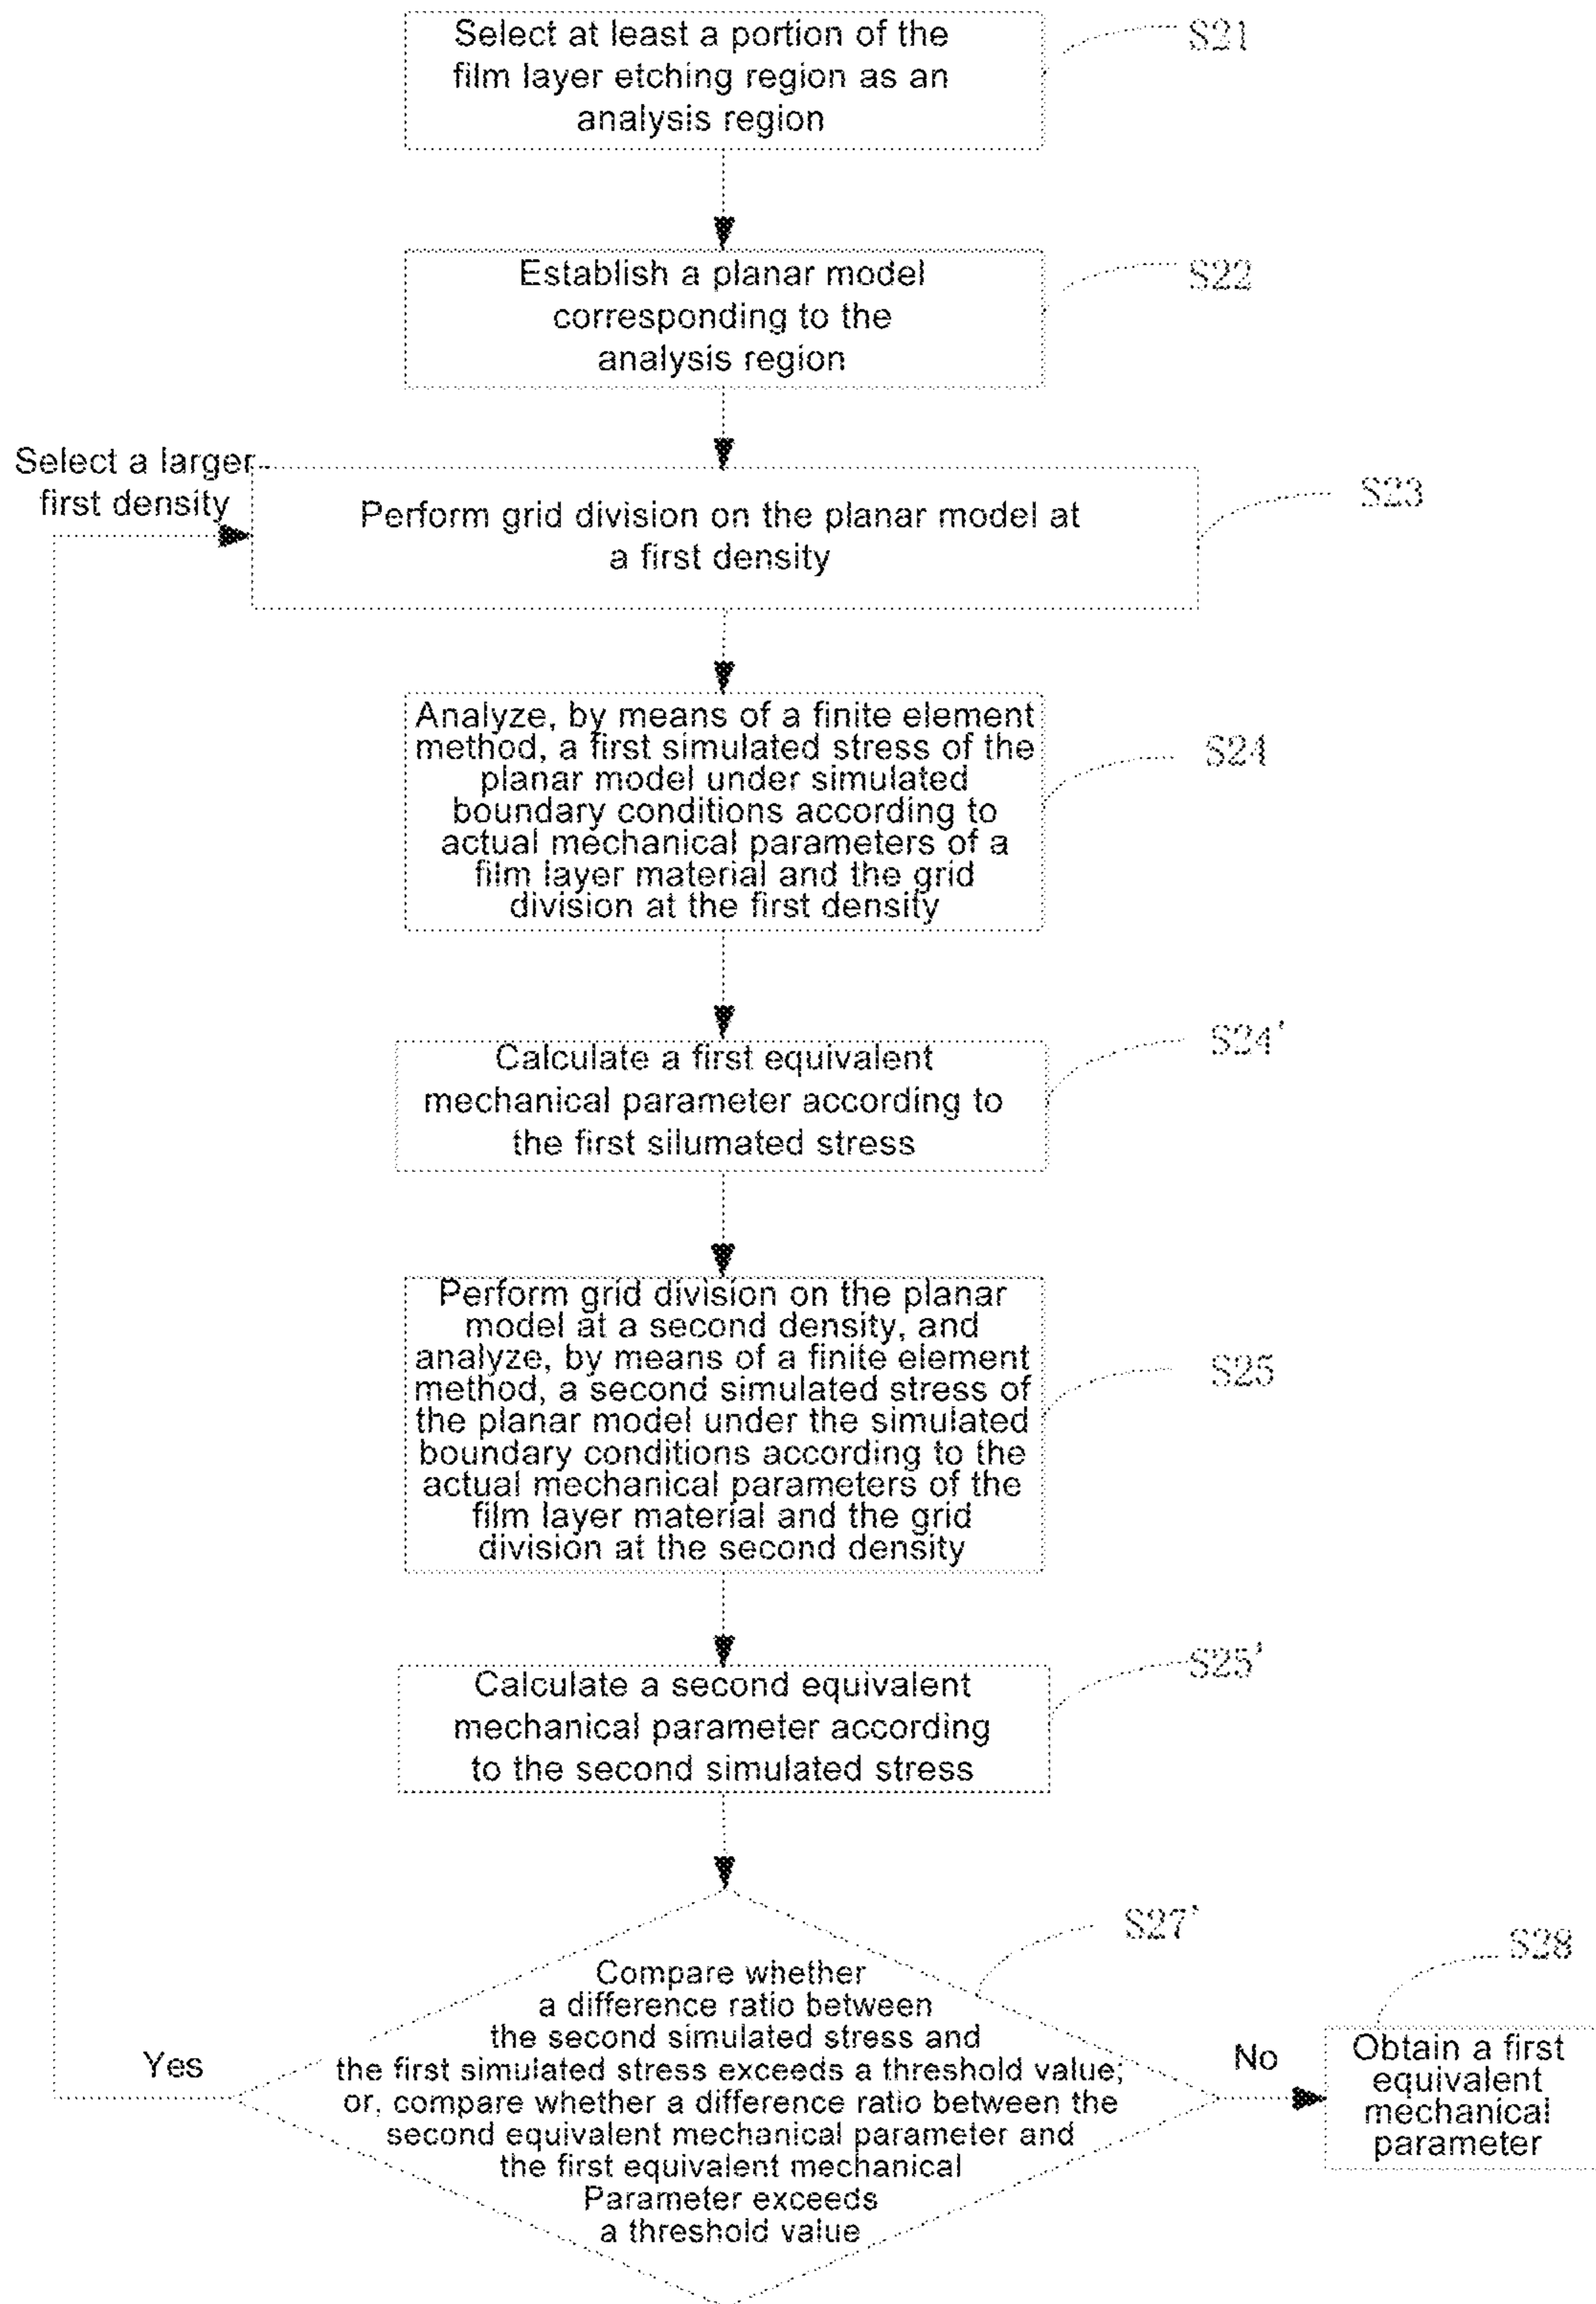 Select at least a portion of the
film layer etching region as an
analysis region
S21
Establish a planar model
corresponding to the
analysis region
S22
Select a larger
first density
Perform grid division on the planar model at
a first density
S23
Analyze, by means of a finite element
method, a first simulated stress of the
planar model under simulated
boundary conditions according to
actual mechanical parameters of a
film layer material and the grid
division at the first density
S24
Calculate a first equivalent
mechanical parameter according to
the first silumated stress
S24'
Perform grid division on the planar
model at a second density, and
analyze, by means of a finite element
method, a second simulated stress of
the planar model under the simulated
boundary conditions according to the
actual mechanical parameters of the
film layer material and the grid
division at the second density
S25
Calculate a second equivalent
mechanical parameter according
to the second simulated stress
S25'
Compare whether
a difference ratio between
the second simulated stress and
the first simulated stress exceeds a threshold value;
or, compare whether a difference ratio between the
second equivalent mechanical parameter and
the first equivalent mechanical
Parameter exceeds
a threshold value
S27'
Yes
No
Obtain a first
equivalent
mechanical
parameter
S28